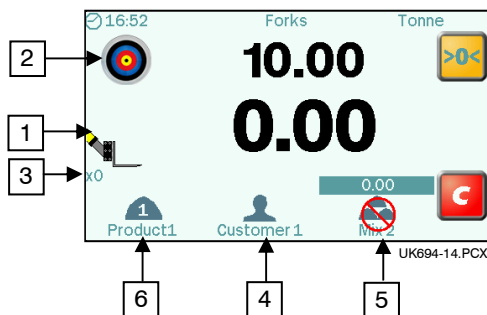 16:52 Forks Tonne
2 10.00 >0<
1 0.00
3 x0
0.00
1 C
Product1 Customer 1 Mix 2
UK694-14.PCX
6 4 5